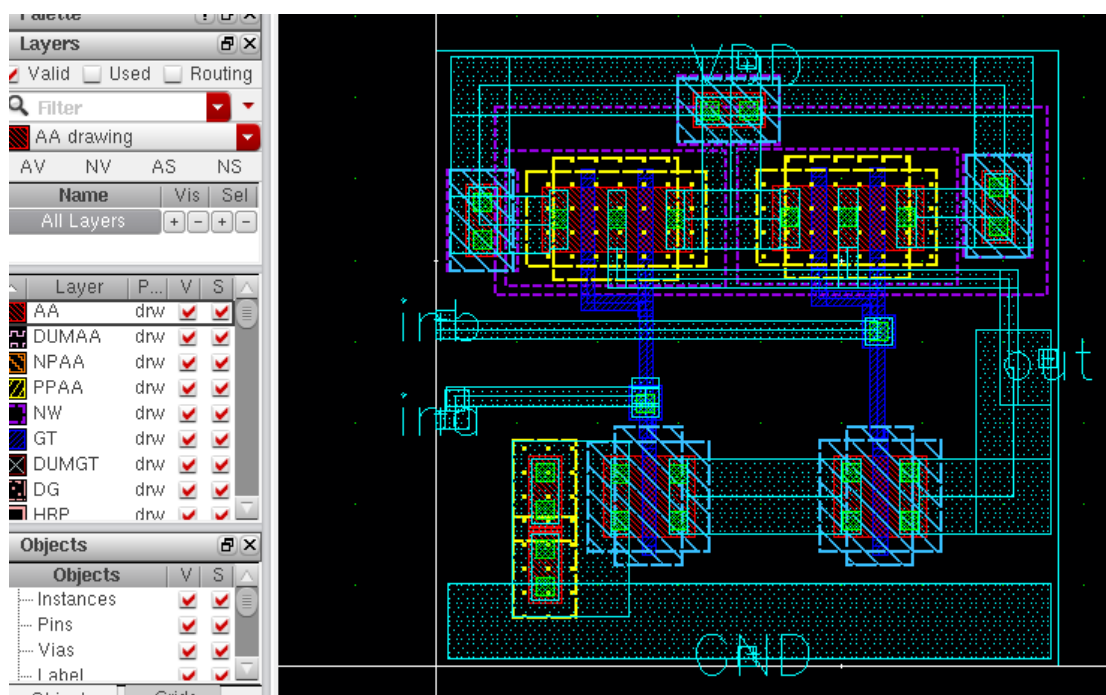 Palette
Layers
Valid Used Routing
Filter
AA drawing
AV NV AS NS
Name Vis Sel
All Layers + - + -
Layer P... V S
AA drw
DUMAA drw
NPAA drw
PPAA drw
NW drw
GT drw
DUMGT drw
DG drw
HRP drw
Objects
Objects V S
Instances
Pins
Vias
Label
Objects Grids
VDD
inb
out
GND